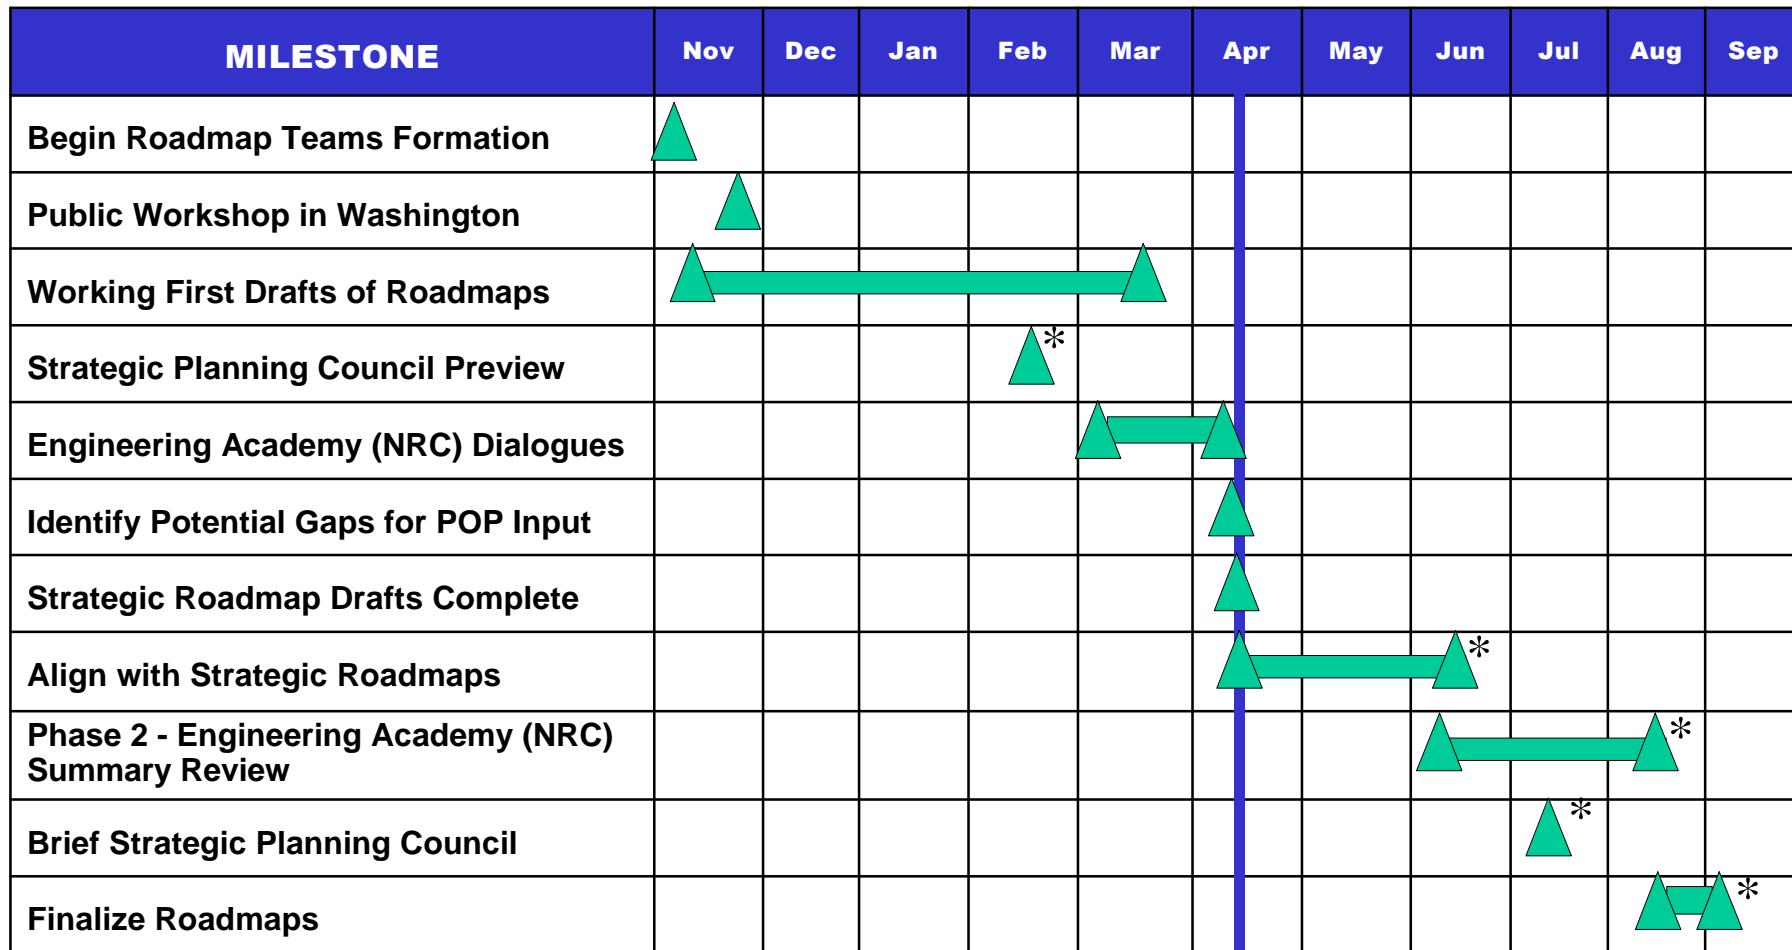 MILESTONE Nov Dec Jan Feb Mar Apr May Jun Jul Aug Sep
Begin Roadmap Teams Formation
Public Workshop in Washington
Working First Drafts of Roadmaps
Strategic Planning Council Preview *
Engineering Academy (NRC) Dialogues
Identify Potential Gaps for POP Input
Strategic Roadmap Drafts Complete
Align with Strategic Roadmaps *
Phase 2 - Engineering Academy (NRC) *
Summary Review
Brief Strategic Planning Council *
Finalize Roadmaps *